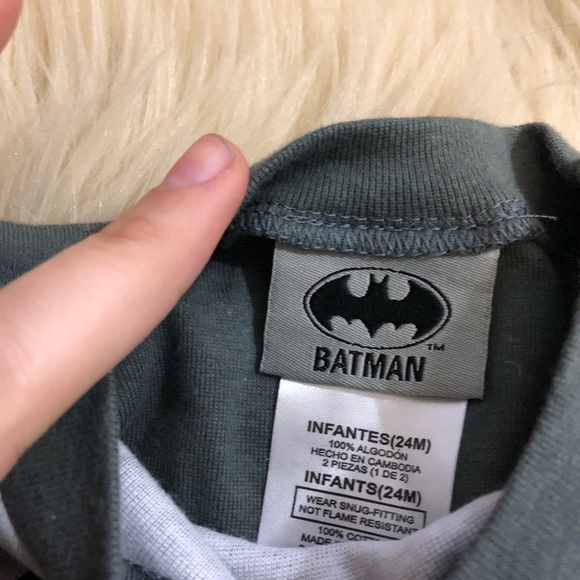 BATMAN™
INFANTES(24M)
100% ALGODÓN
HECHO EN CAMBODIA
2 PIEZAS (1 DE 2)
INFANTS(24M)
WEAR SNUG-FITTING
NOT FLAME RESISTANT
100%
MADE